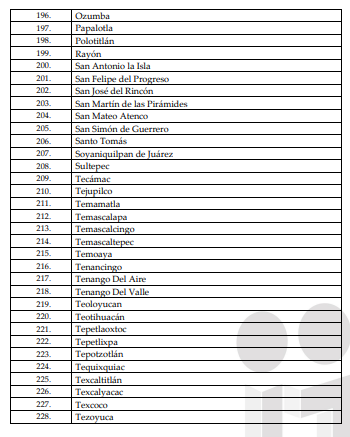 196. Ozumba
197. Papalotla
198. Polotitlán
199. Rayón
200. San Antonio la Isla
201. San Felipe del Progreso
202. San José del Rincón
203. San Martín de las Pirámides
204. San Mateo Atenco
205. San Simón de Guerrero
206. Santo Tomás
207. Soyaniquilpan de Juárez
208. Sultepec
209. Tecámac
210. Tejupilco
211. Temamatla
212. Temascalapa
213. Temascalcingo
214. Temascaltepec
215. Temoaya
216. Tenancingo
217. Tenango Del Aire
218. Tenango Del Valle
219. Teoloyucan
220. Teotihuacán
221. Tepetlaoxtoc
222. Tepetlixpa
223. Tepotzotlán
224. Tequixquiac
225. Texcaltitlán
226. Texcalyacac
227. Texcoco
228. Tezoyuca